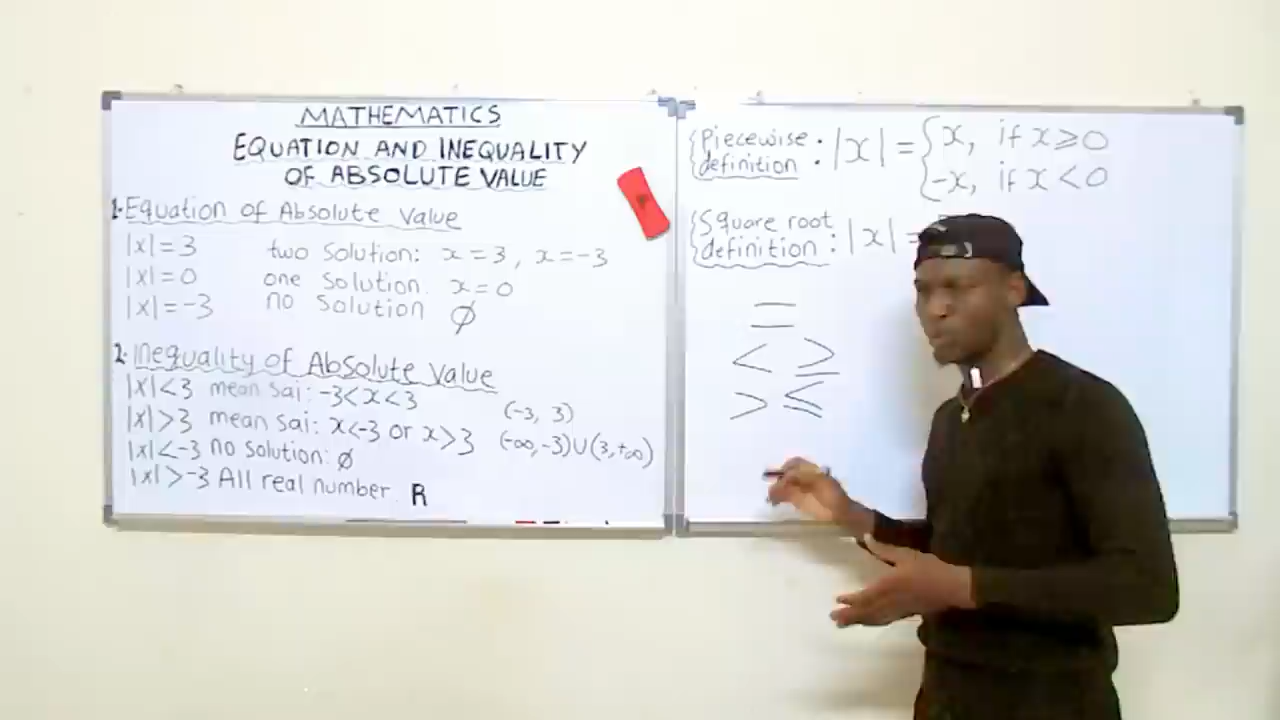 MATHEMATICS
EQUATION AND INEQUALITY
OF ABSOLUTE VALUE
1. Equation of Absolute Value
|x|=3 two solution: x=3, x=-3
|x|=0 one solution. x=0
|x|=-3 no solution ∅
2. Inequality of Absolute Value
|x|<3 mean sai: -3<x<3 (-3, 3)
|x|>3 mean sai: x<-3 or x>3 (-∞,-3)∪(3,+∞)
|x|<-3 no solution: ∅
|x|>-3 All real number. R
Piecewise definition: |x|={x, if x≥0
-x, if x<0
Square root
definition: |x|=
=
< ≥
> ≤